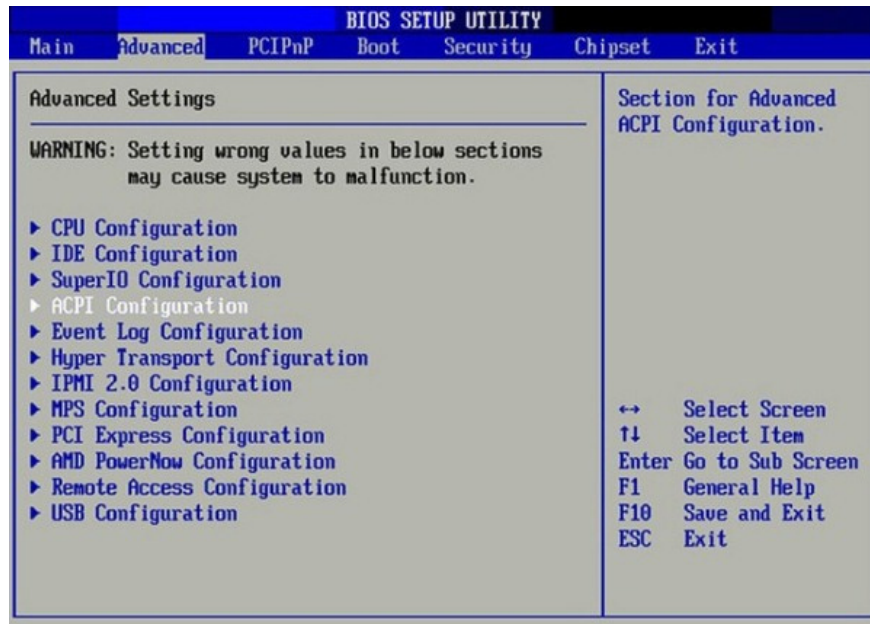 BIOS SETUP UTILITY
Main Advanced PCIPnP Boot Security Chipset Exit
Advanced Settings
WARNING: Setting wrong values in below sections
may cause system to malfunction.
▶ CPU Configuration
▶ IDE Configuration
▶ SuperIO Configuration
▶ ACPI Configuration
▶ Event Log Configuration
▶ Hyper Transport Configuration
▶ IPMI 2.0 Configuration
▶ MPS Configuration
▶ PCI Express Configuration
▶ AMD PowerNow Configuration
▶ Remote Access Configuration
▶ USB Configuration
Section for Advanced
ACPI Configuration.
↔ Select Screen
↑↓ Select Item
Enter Go to Sub Screen
F1 General Help
F10 Save and Exit
ESC Exit